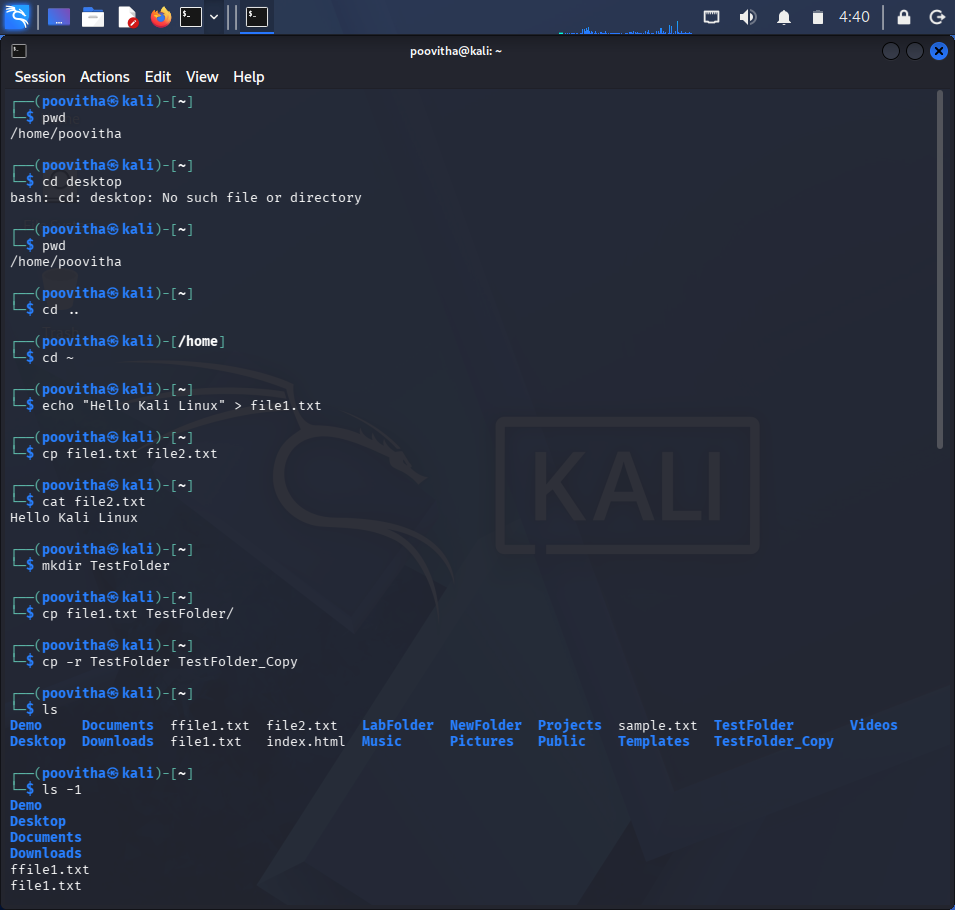 4:40
poovitha@kali: ~
Session Actions Edit View Help
┌──(poovitha㉿kali)-[~]
└─$ pwd
/home/poovitha
┌──(poovitha㉿kali)-[~]
└─$ cd desktop
bash: cd: desktop: No such file or directory
┌──(poovitha㉿kali)-[~]
└─$ pwd
/home/poovitha
┌──(poovitha㉿kali)-[~]
└─$ cd ..
┌──(poovitha㉿kali)-[/home]
└─$ cd ~
┌──(poovitha㉿kali)-[~]
└─$ echo "Hello Kali Linux" > file1.txt
┌──(poovitha㉿kali)-[~]
└─$ cp file1.txt file2.txt
┌──(poovitha㉿kali)-[~]
└─$ cat file2.txt
Hello Kali Linux
┌──(poovitha㉿kali)-[~]
└─$ mkdir TestFolder
┌──(poovitha㉿kali)-[~]
└─$ cp file1.txt TestFolder/
┌──(poovitha㉿kali)-[~]
└─$ cp -r TestFolder TestFolder_Copy
┌──(poovitha㉿kali)-[~]
└─$ ls
Demo Documents ffile1.txt file2.txt LabFolder NewFolder Projects sample.txt TestFolder Videos
Desktop Downloads file1.txt index.html Music Pictures Public Templates TestFolder_Copy
┌──(poovitha㉿kali)-[~]
└─$ ls -1
Demo
Desktop
Documents
Downloads
ffile1.txt
file1.txt
KALI